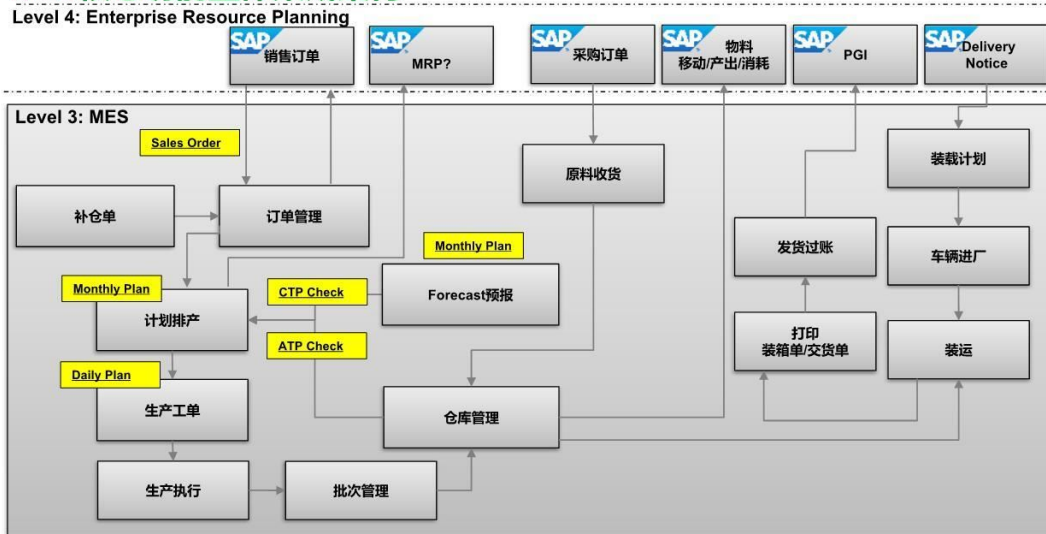 Level 4: Enterprise Resource Planning
SAP
销售订单
SAP
MRP?
SAP
采购订单
SAP
物料
移动/产出/消耗
SAP
PGI
SAP
Delivery
Notice
Level 3: MES
Sales Order
补仓单
订单管理
原料收货
装载计划
Monthly Plan
Monthly Plan
CTP Check
Forecast预报
发货过账
车辆进厂
计划排产
ATP Check
打印
装箱单/交货单
装运
Daily Plan
生产工单
仓库管理
生产执行
批次管理